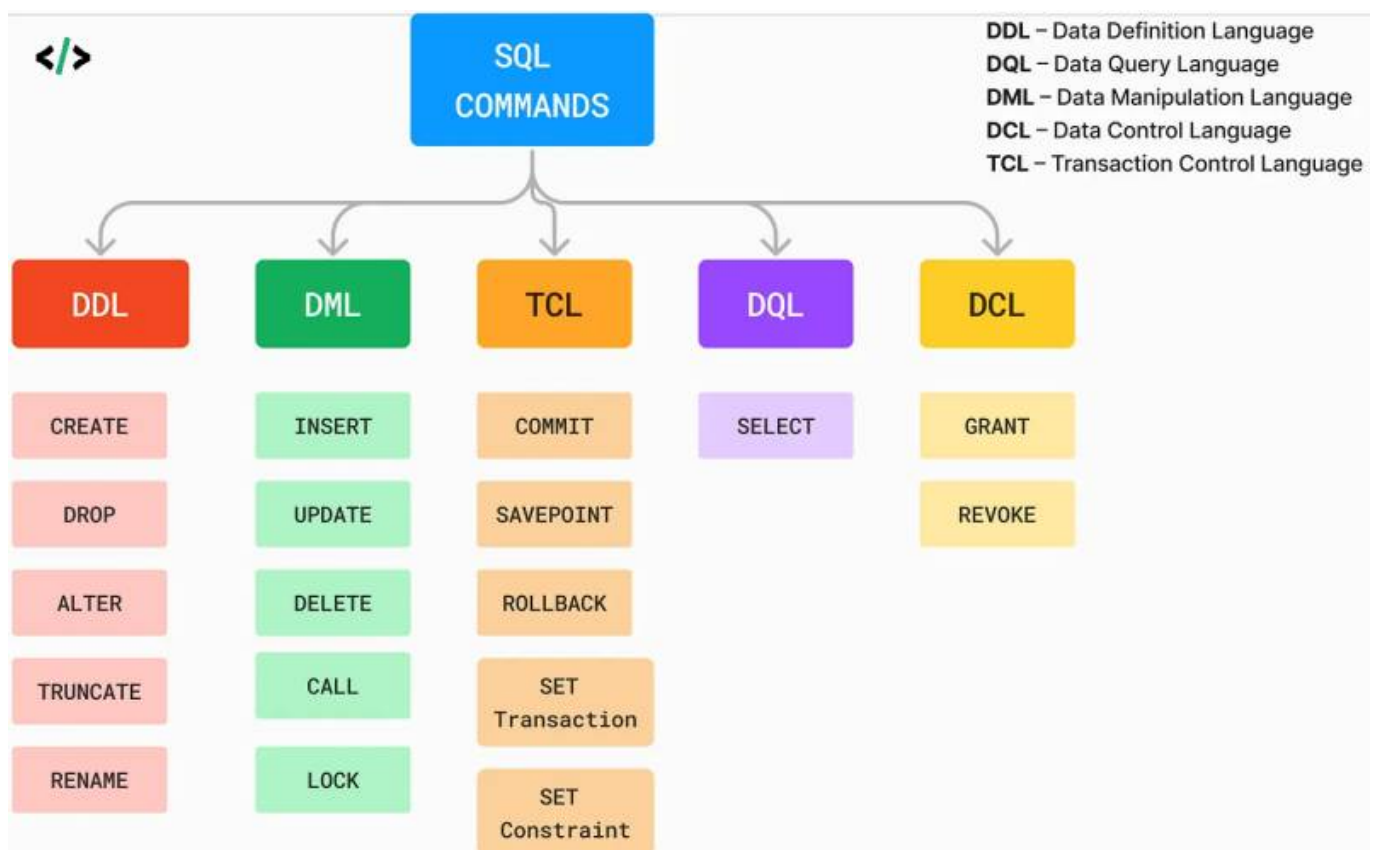 </>
SQL
COMMANDS
DDL – Data Definition Language
DQL – Data Query Language
DML – Data Manipulation Language
DCL – Data Control Language
TCL – Transaction Control Language
DDL
DML
TCL
DQL
DCL
CREATE
INSERT
COMMIT
SELECT
GRANT
DROP
UPDATE
SAVEPOINT
REVOKE
ALTER
DELETE
ROLLBACK
TRUNCATE
CALL
SET
Transaction
RENAME
LOCK
SET
Constraint